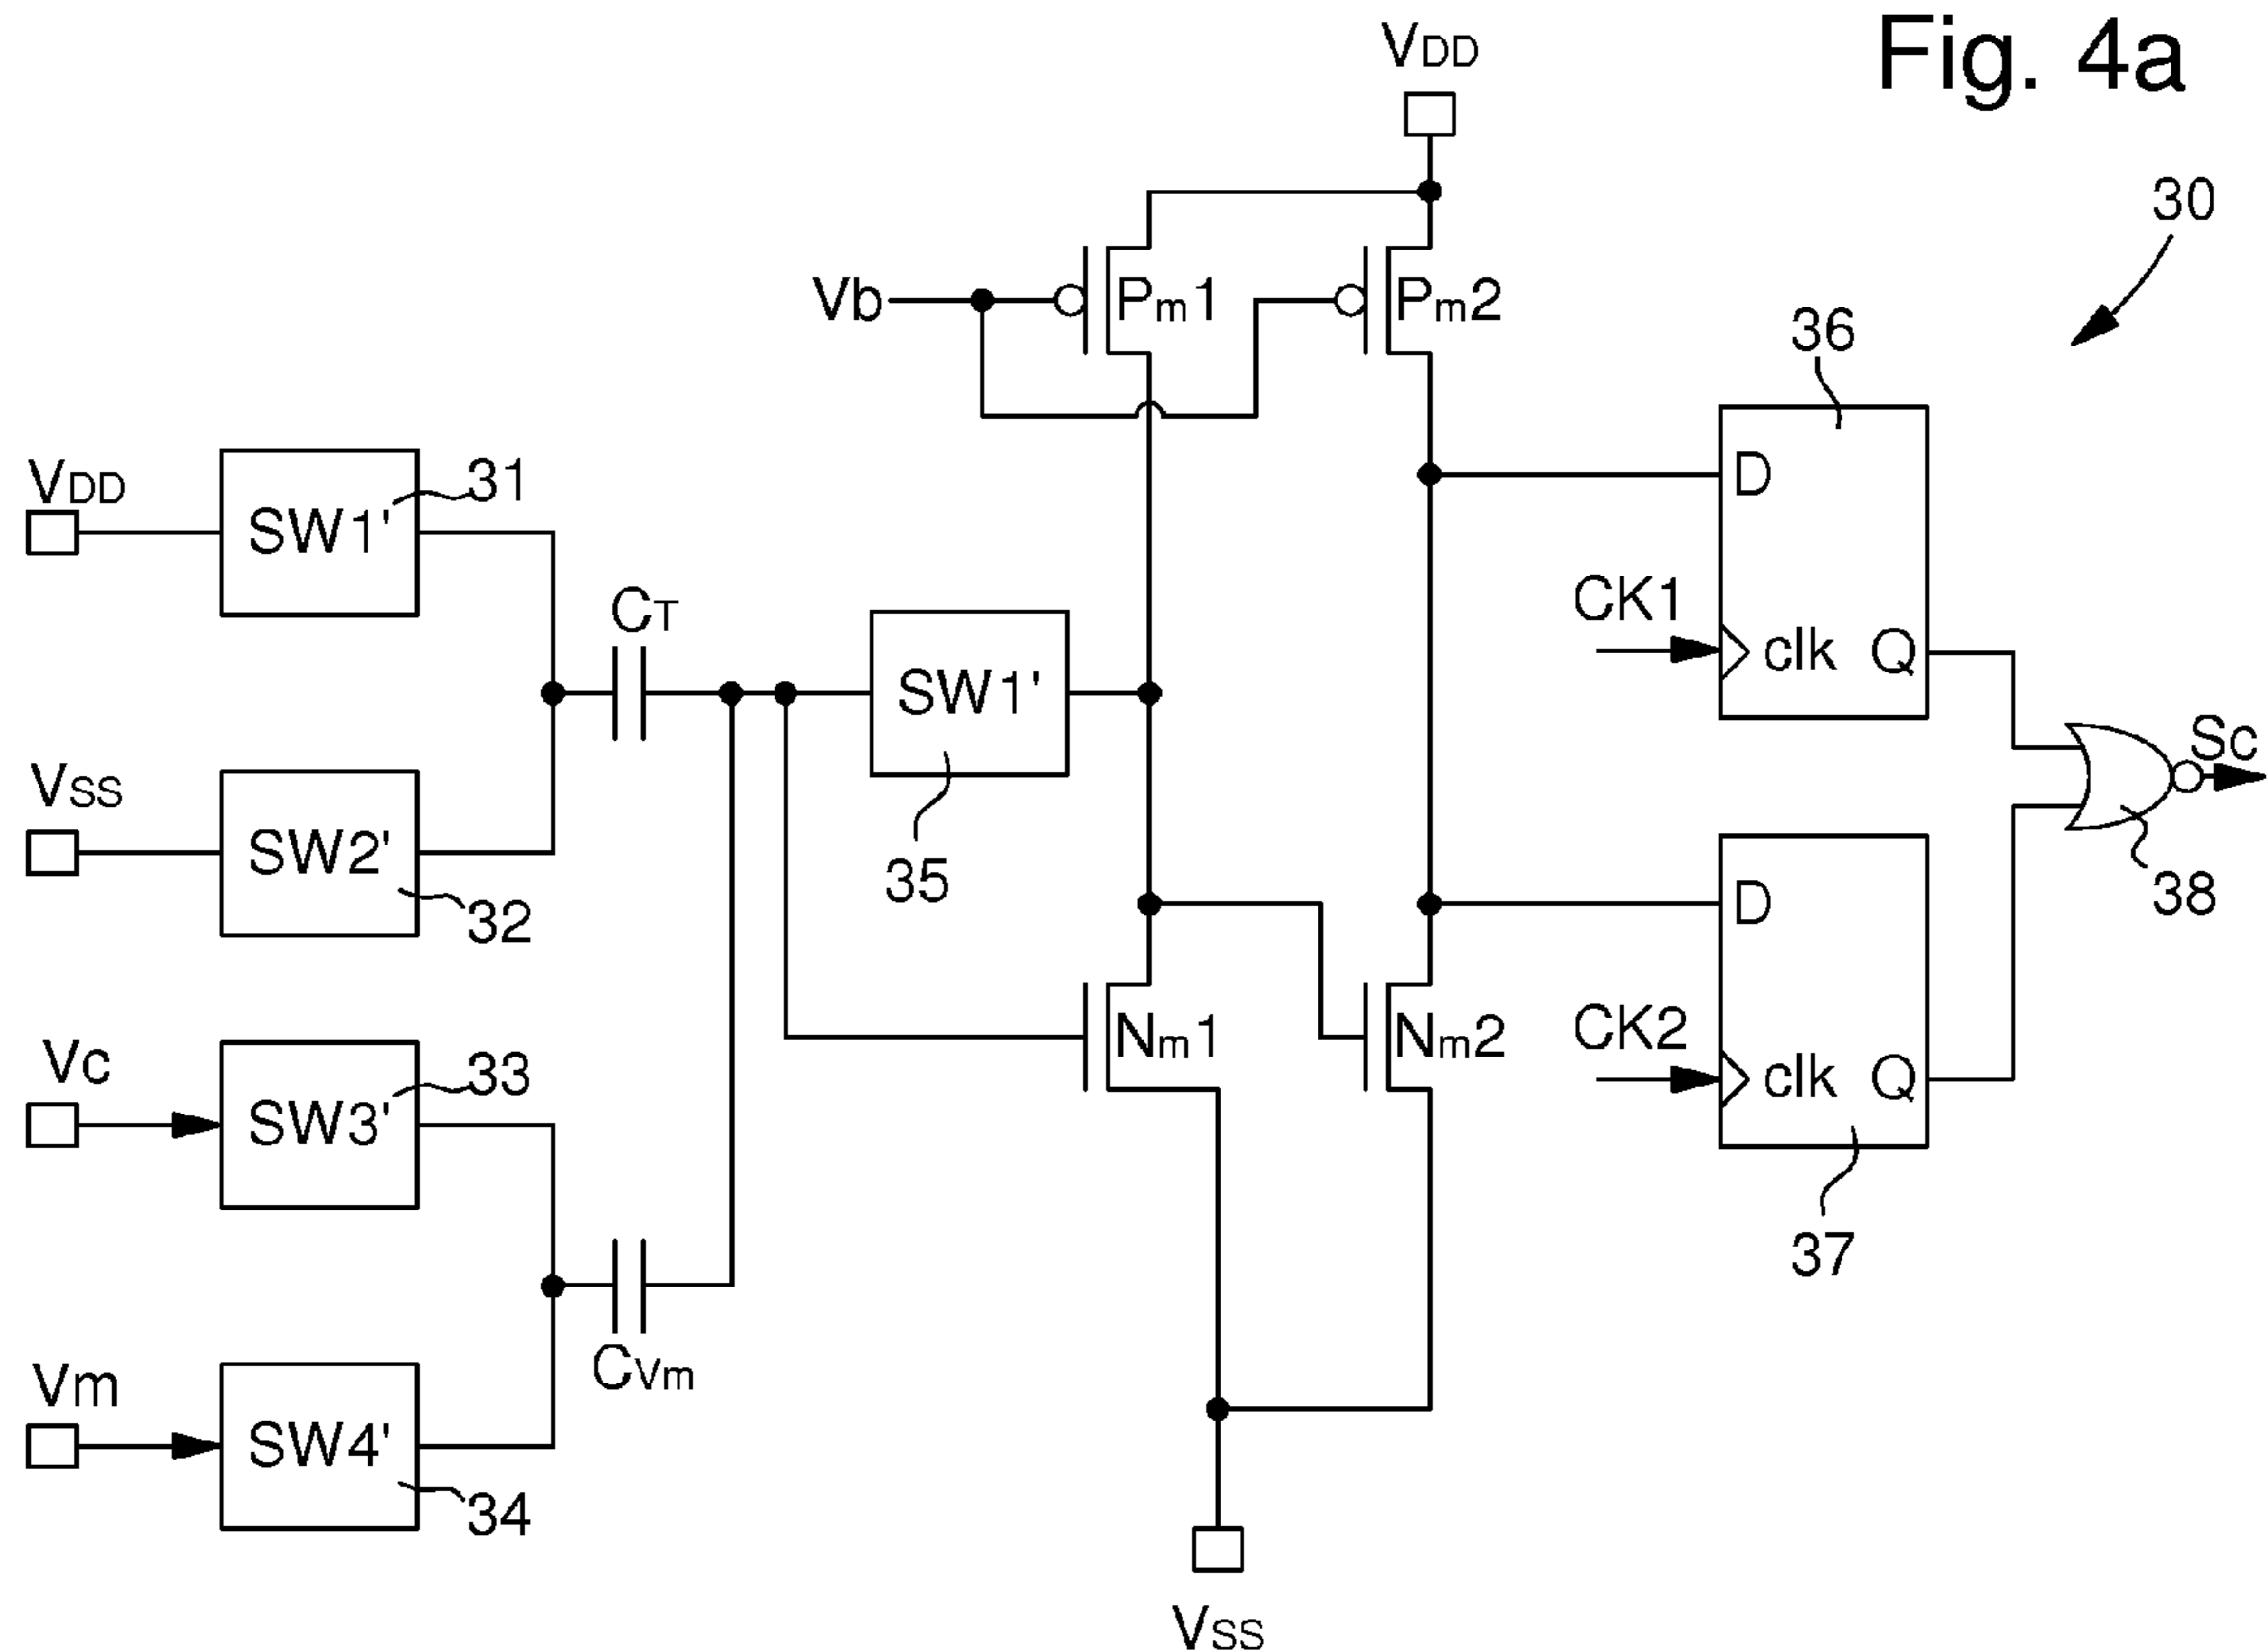 Fig. 4a
VDD
30
Vb
Pm1
Pm2
36
VDD
SW1'
31
D
CT
CK1
clk
Q
SW1'
Sc
VSS
SW2'
32
35
D
38
Vc
SW3'
33
Nm1
Nm2
CK2
clk
Q
37
CVm
Vm
SW4'
34
VSS